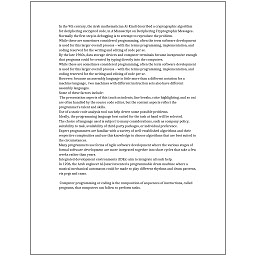 In the 9th century, the Arab mathematician Al-Kindi described a cryptographic algorithm
for deciphering encrypted code, in A Manuscript on Deciphering Cryptographic Messages.
Normally the first step in debugging is to attempt to reproduce the problem.
While these are sometimes considered programming, often the term software development
is used for this larger overall process – with the terms programming, implementation, and
coding reserved for the writing and editing of code per se.
By the late 1960s, data storage devices and computer terminals became inexpensive enough
that programs could be created by typing directly into the computers.
While these are sometimes considered programming, often the term software development
is used for this larger overall process – with the terms programming, implementation, and
coding reserved for the writing and editing of code per se.
However, because an assembly language is little more than a different notation for a
machine language, two machines with different instruction sets also have different
assembly languages.
Some of these factors include:
The presentation aspects of this (such as indents, line breaks, color highlighting, and so on)
are often handled by the source code editor, but the content aspects reflect the
programmer's talent and skills.
Use of a static code analysis tool can help detect some possible problems.
Ideally, the programming language best suited for the task at hand will be selected.
The choice of language used is subject to many considerations, such as company policy,
suitability to task, availability of third-party packages, or individual preference.
Expert programmers are familiar with a variety of well-established algorithms and their
respective complexities and use this knowledge to choose algorithms that are best suited to
the circumstances.
Many programmers use forms of Agile software development where the various stages of
formal software development are more integrated together into short cycles that take a few
weeks rather than years.
Integrated development environments (IDEs) aim to integrate all such help.
In 1206, the Arab engineer Al-Jazari invented a programmable drum machine where a
musical mechanical automaton could be made to play different rhythms and drum patterns,
via pegs and cams.
Computer programming or coding is the composition of sequences of instructions, called
programs, that computers can follow to perform tasks.